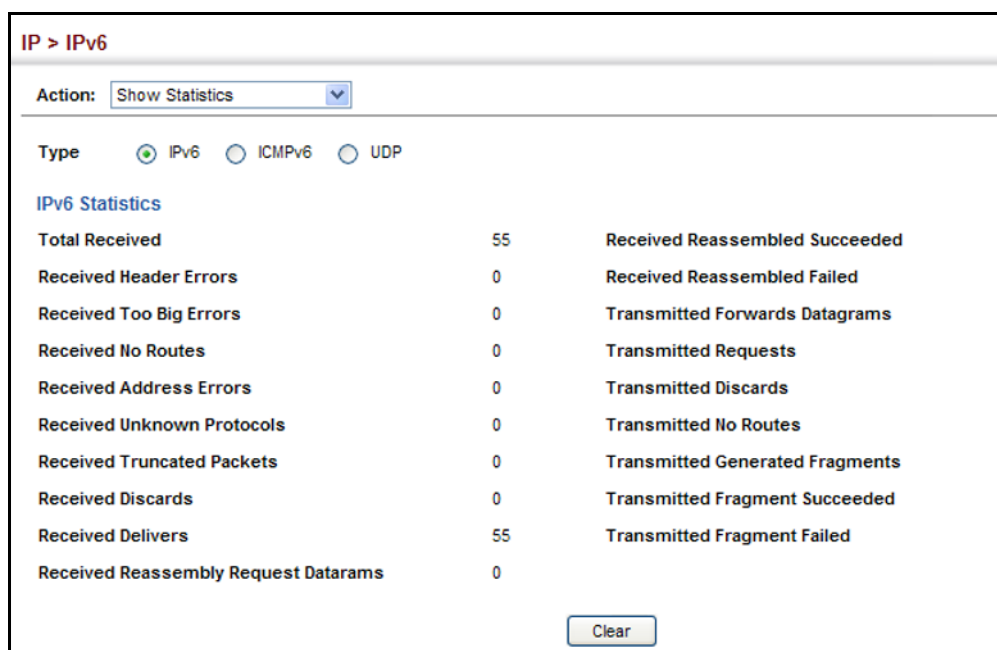 IP > IPv6
Action: Show Statistics
Type IPv6 ICMPv6 UDP
IPv6 Statistics
Total Received 55 Received Reassembled Succeeded
Received Header Errors 0 Received Reassembled Failed
Received Too Big Errors 0 Transmitted Forwards Datagrams
Received No Routes 0 Transmitted Requests
Received Address Errors 0 Transmitted Discards
Received Unknown Protocols 0 Transmitted No Routes
Received Truncated Packets 0 Transmitted Generated Fragments
Received Discards 0 Transmitted Fragment Succeeded
Received Delivers 55 Transmitted Fragment Failed
Received Reassembly Request Datarams 0
Clear